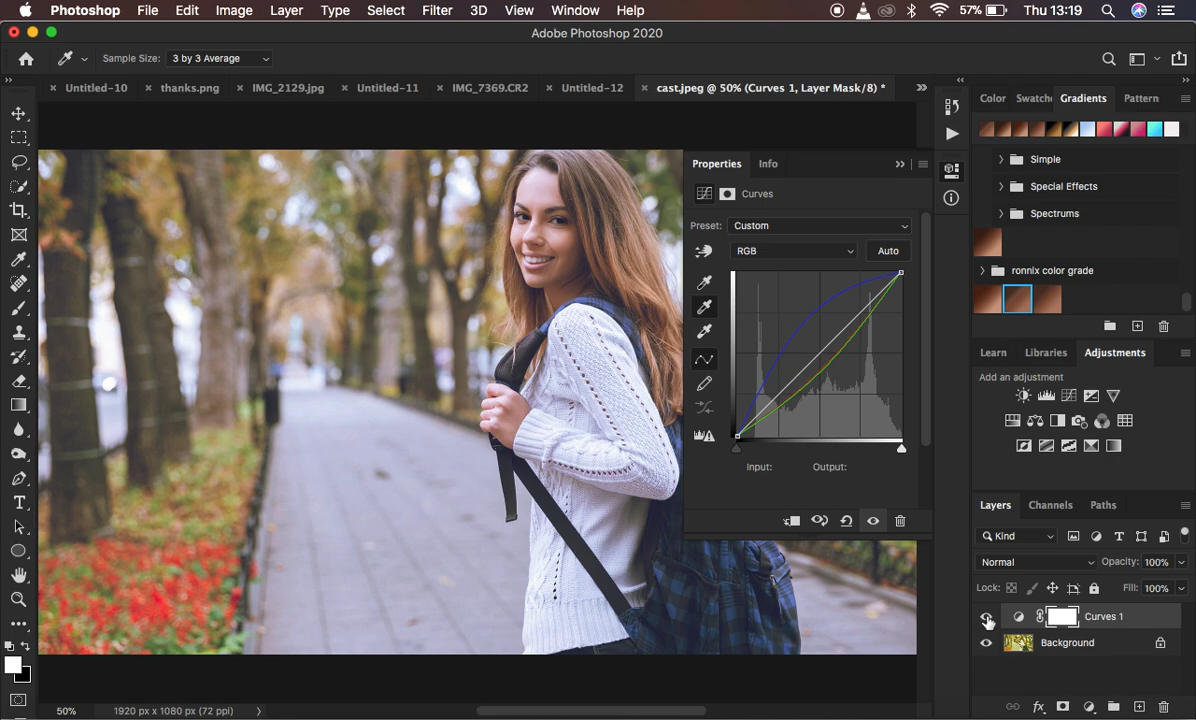 Photoshop File Edit Image Layer Type Select Filter 3D View Window Help 57% Thu 13:19
Adobe Photoshop 2020
Sample Size: 3 by 3 Average
Untitled-10 thanks.png IMG_2129.jpg Untitled-11 IMG_7369.CR2 Untitled-12 cast.jpeg @ 50% (Curves 1, Layer Mask/8) *
Properties Info
Curves
Preset: Custom
RGB Auto
Input: Output:
Color Swatche Gradients Pattern
Simple
Special Effects
Spectrums
ronnix color grade
Learn Libraries Adjustments
Add an adjustment
Layers Channels Paths
Kind
Normal Opacity: 100%
Lock: Fill: 100%
Curves 1
Background
fx
50% 1920 px x 1080 px (72 ppi)